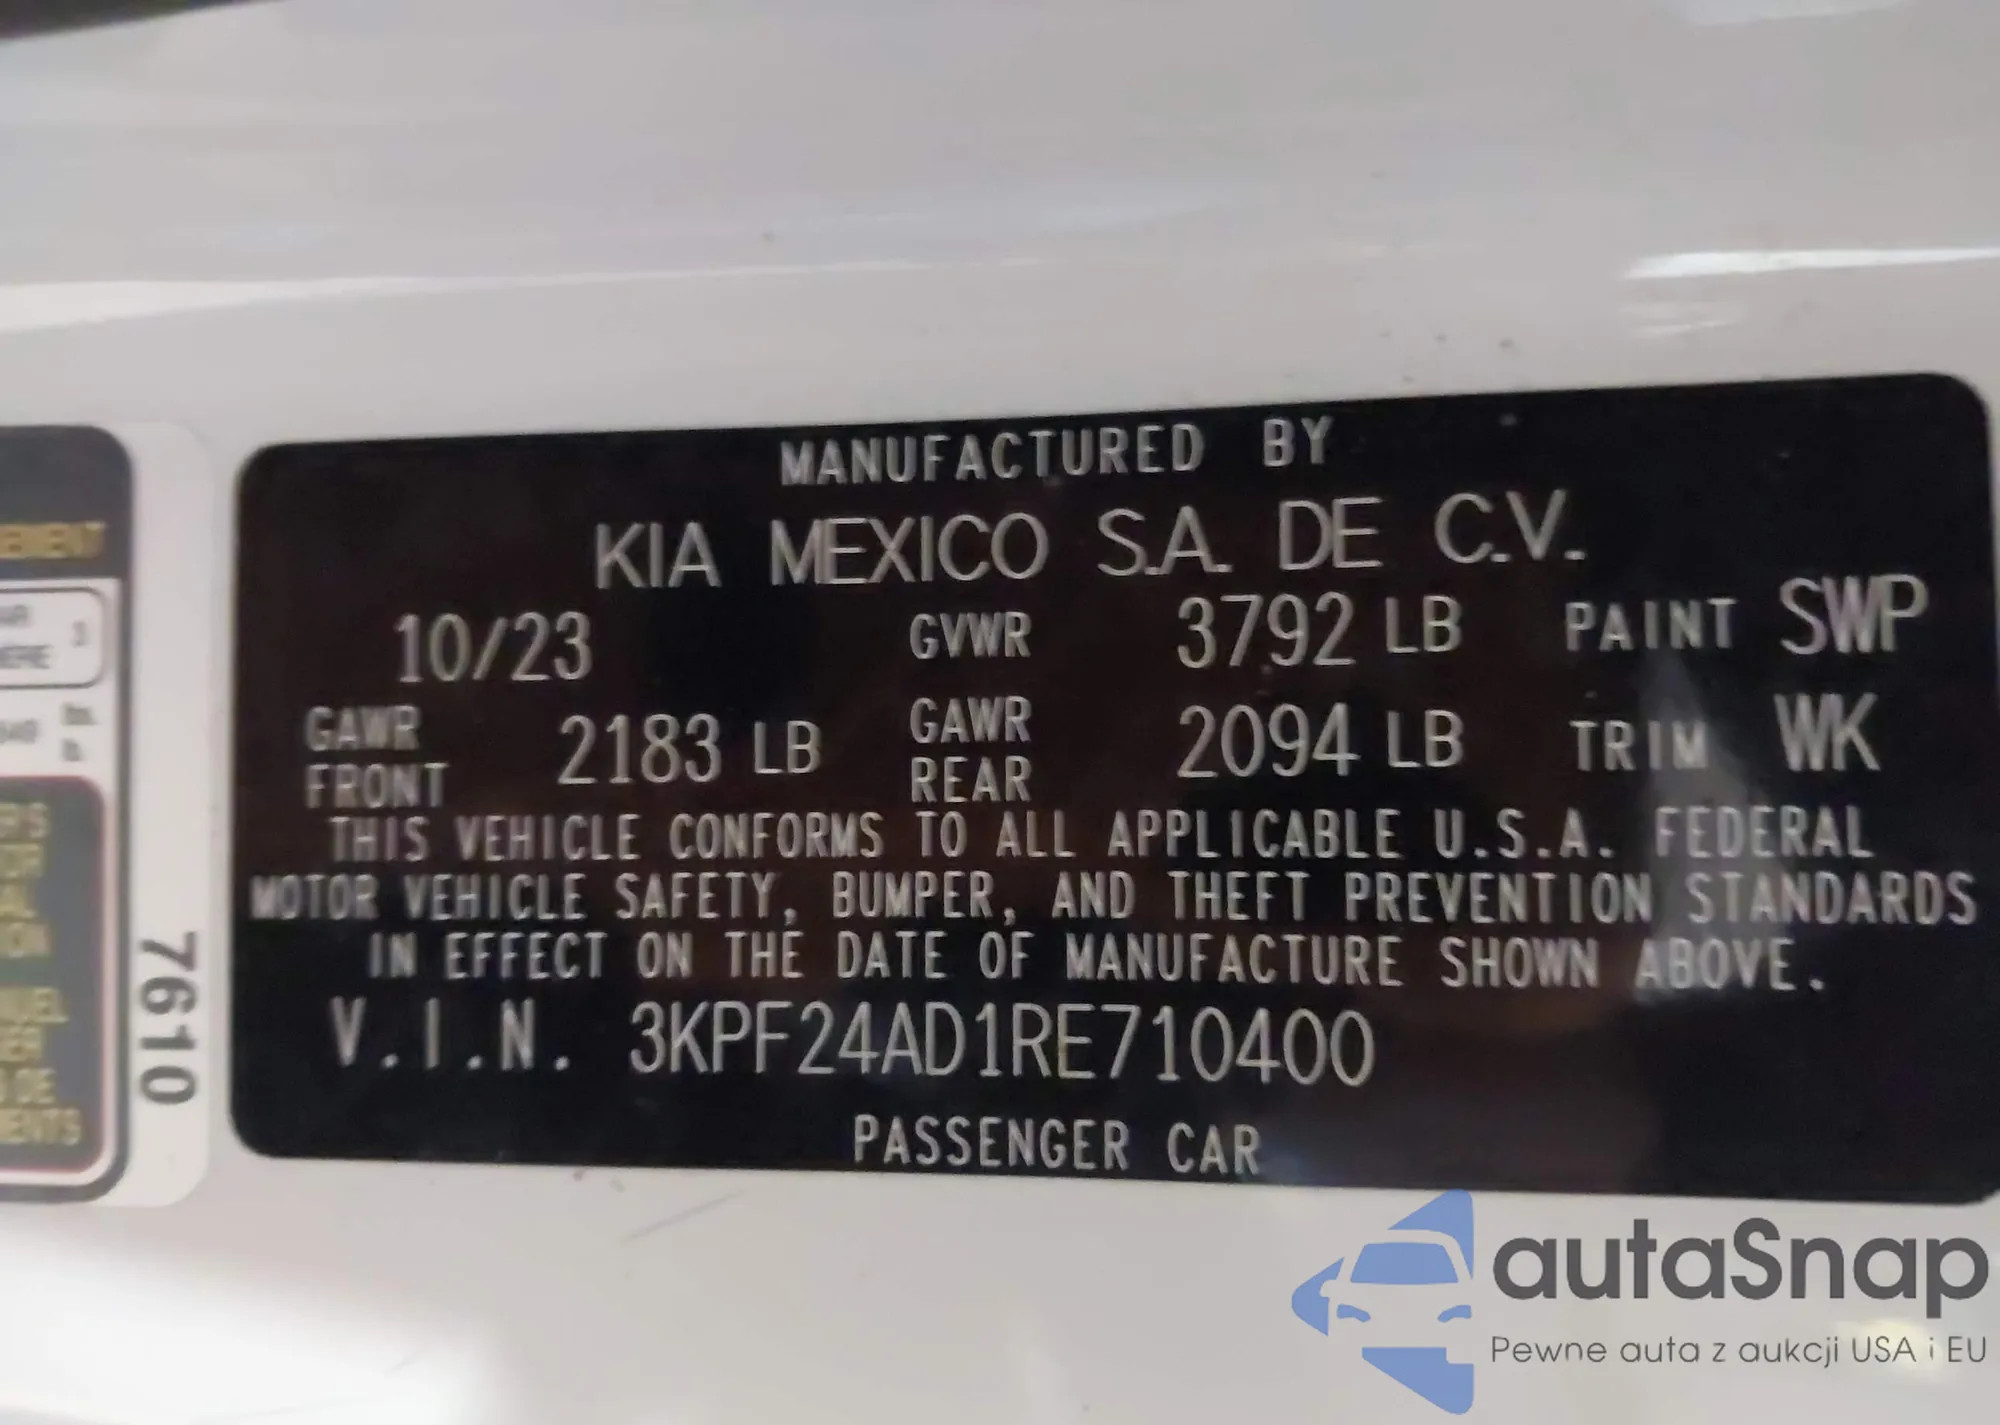 MANUFACTURED BY
KIA MEXICO S.A. DE C.V.
10/23 GVWR 3792 LB PAINT SWP
GAWR FRONT 2183 LB GAWR REAR 2094 LB TRIM WK
THIS VEHICLE CONFORMS TO ALL APPLICABLE U.S.A. FEDERAL
MOTOR VEHICLE SAFETY, BUMPER, AND THEFT PREVENTION STANDARDS
IN EFFECT ON THE DATE OF MANUFACTURE SHOWN ABOVE.
V.I.N. 3KPF24AD1RE710400
PASSENGER CAR
7610
autaSnap
Pewne auta z aukcji USA i EU